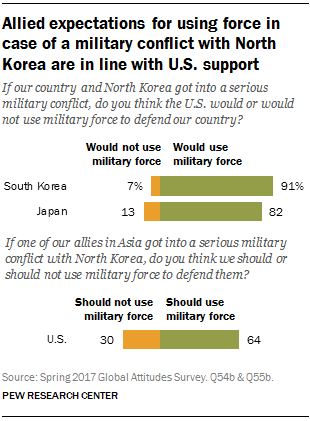 Allied expectations for using force in
case of a military conflict with North
Korea are in line with U.S. support
If our country and North Korea got into a serious
military conflict, do you think the U.S. would or would
not use military force to defend our country?
Would not use Would use
military force military force
South Korea 7% 91%
Japan 13 82
If one of our allies in Asia got into a serious military
conflict with North Korea, do you think we should or
should not use military force to defend them?
Should not use Should use
military force military force
U.S. 30 64
Source: Spring 2017 Global Attitudes Survey. Q54b & Q55b.
PEW RESEARCH CENTER